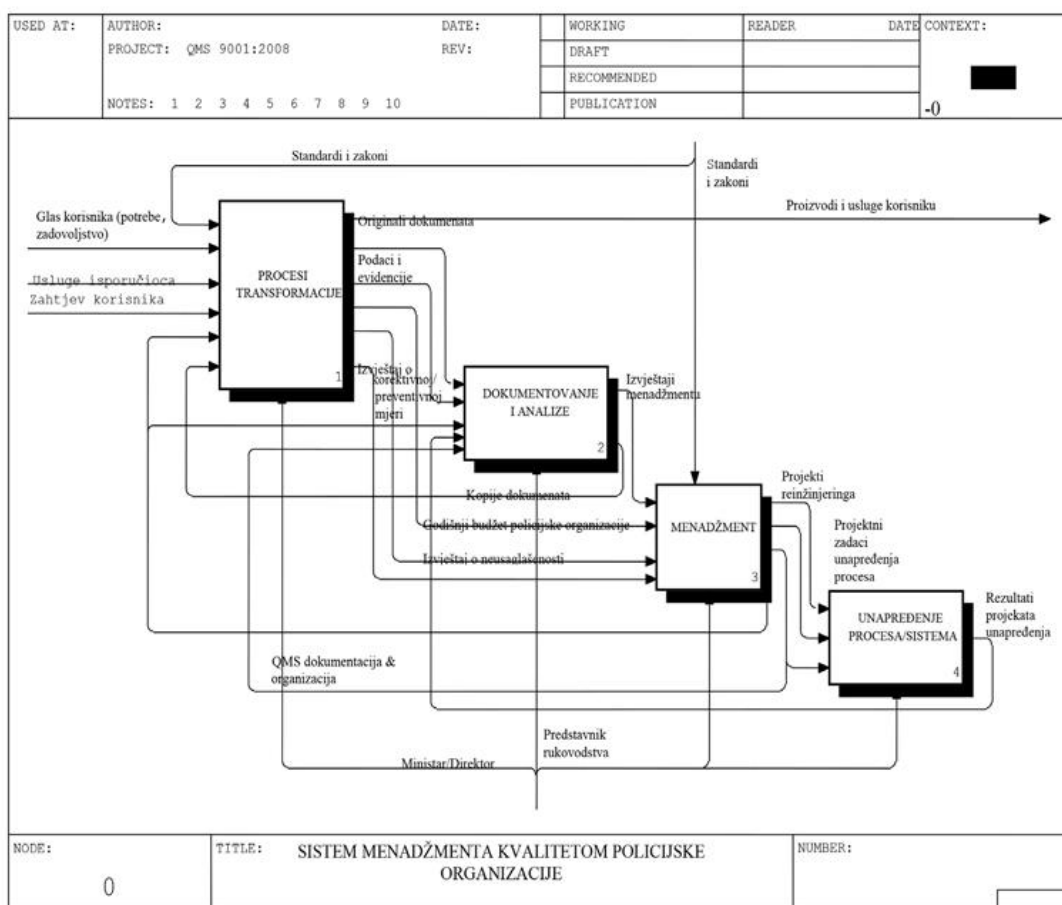 USED AT:
AUTHOR:
DATE:
PROJECT: QMS 9001:2008
REV:
NOTES: 1 2 3 4 5 6 7 8 9 10
WORKING
DRAFT
RECOMMENDED
PUBLICATION
READER
DATE
CONTEXT:
-0
Standardi i zakoni
Standardi
i zakoni
Glas korisnika (potrebe,
zadovoljstvo)
Usluge isporučioca
Zahtjev korisnika
PROCESI
TRANSFORMACIJE
1
Originali dokumenata
Proizvodi i usluge korisniku
Podaci i
evidencije
Izvještaj o
korektivnoj/
preventivnoj
mjeri
DOKUMENTOVANJE
I ANALIZE
2
Izvještaji
menadžmentu
Kopije dokumenata
Godišnji budžet policijske organizacije
Izvještaj o neusaglašenosti
MENADŽMENT
3
Projekti
reinžinjeringa
Projektni
zadaci
unapređenja
procesa
UNAPREĐENJE
PROCESA/SISTEMA
4
Rezultati
projekata
unapređenja
QMS dokumentacija &
organizacija
Predstavnik
rukovodstva
Ministar/Direktor
NODE:
0
TITLE:
SISTEM MENADŽMENTA KVALITETOM POLICIJSKE
ORGANIZACIJE
NUMBER: